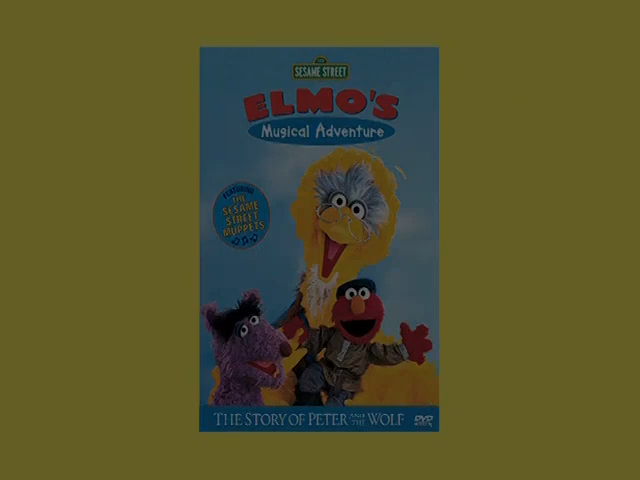 SESAME STREET
ELMO'S
Musical Adventure
FEATURING
THE
SESAME
STREET
MUPPETS
THE STORY OF PETER AND THE WOLF
DVD